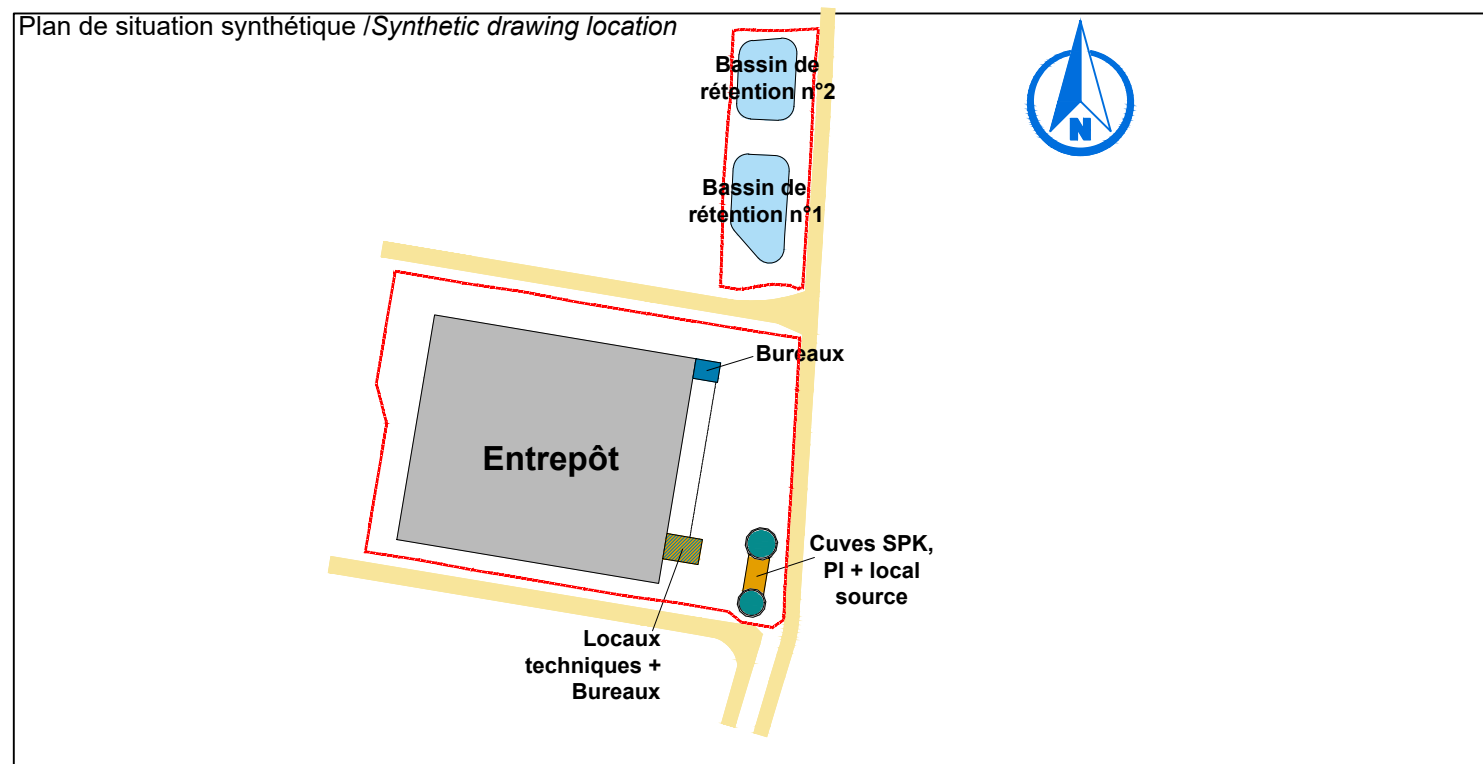 Plan de situation synthétique /Synthetic drawing location
Bassin de
rétention n°2
N
Bassin de
rétention n°1
Bureaux
Entrepôt
Cuves SPK,
PI + local
source
Locaux
techniques +
Bureaux